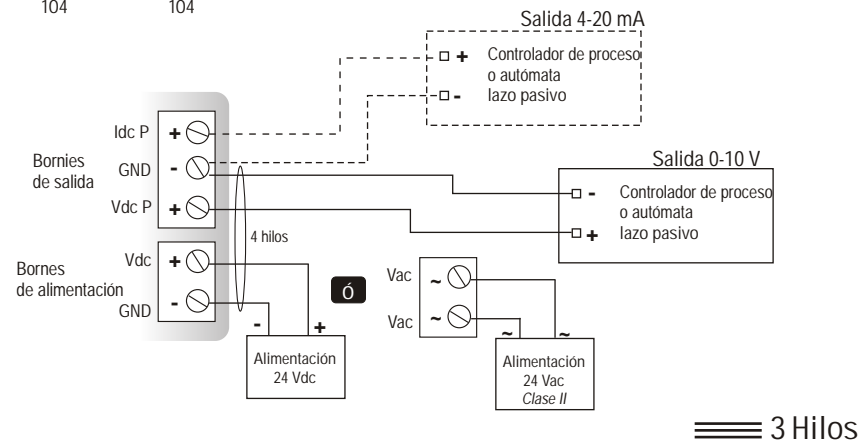 104 104
Salida 4-20 mA
+ Controlador de proceso
o autómata
- lazo pasivo
Idc P +
Bornies
de salida
GND -
Vdc P +
Salida 0-10 V
- Controlador de proceso
o autómata
+ lazo pasivo
4 hilos
Bornes
de alimentación
Vdc +
GND -
- +
Alimentación
24 Vdc
Ó
Vac ~
Vac ~
~ ~
Alimentación
24 Vac
Clase II
3 Hilos